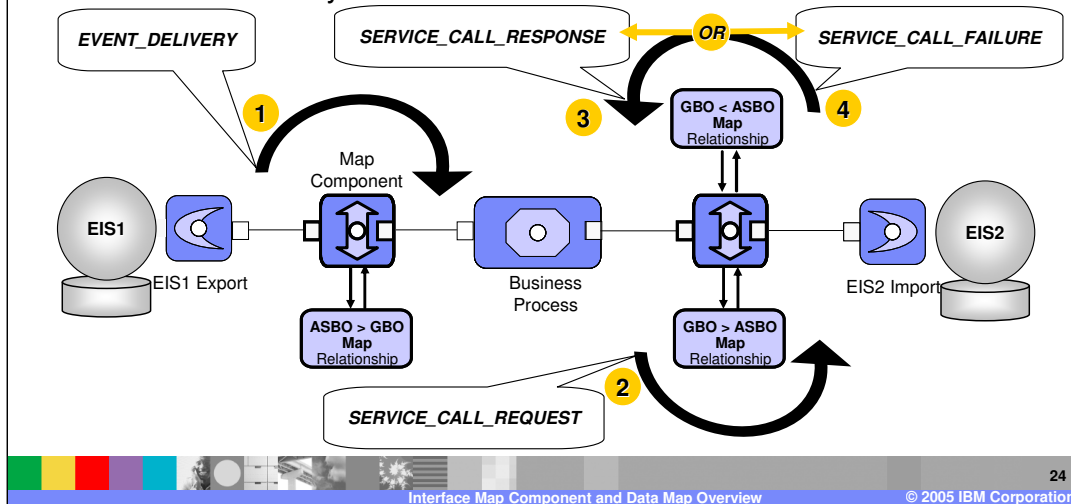 EVENT_DELIVERY
SERVICE_CALL_RESPONSE
OR
SERVICE_CALL_FAILURE
1
3
4
GBO < ASBO
Map
Relationship
Map
Component
EIS1
EIS1 Export
Business
Process
EIS2 Import
EIS2
ASBO > GBO
Map
Relationship
GBO > ASBO
Map
Relationship
2
SERVICE_CALL_REQUEST
24
Interface Map Component and Data Map Overview
© 2005 IBM Corporation